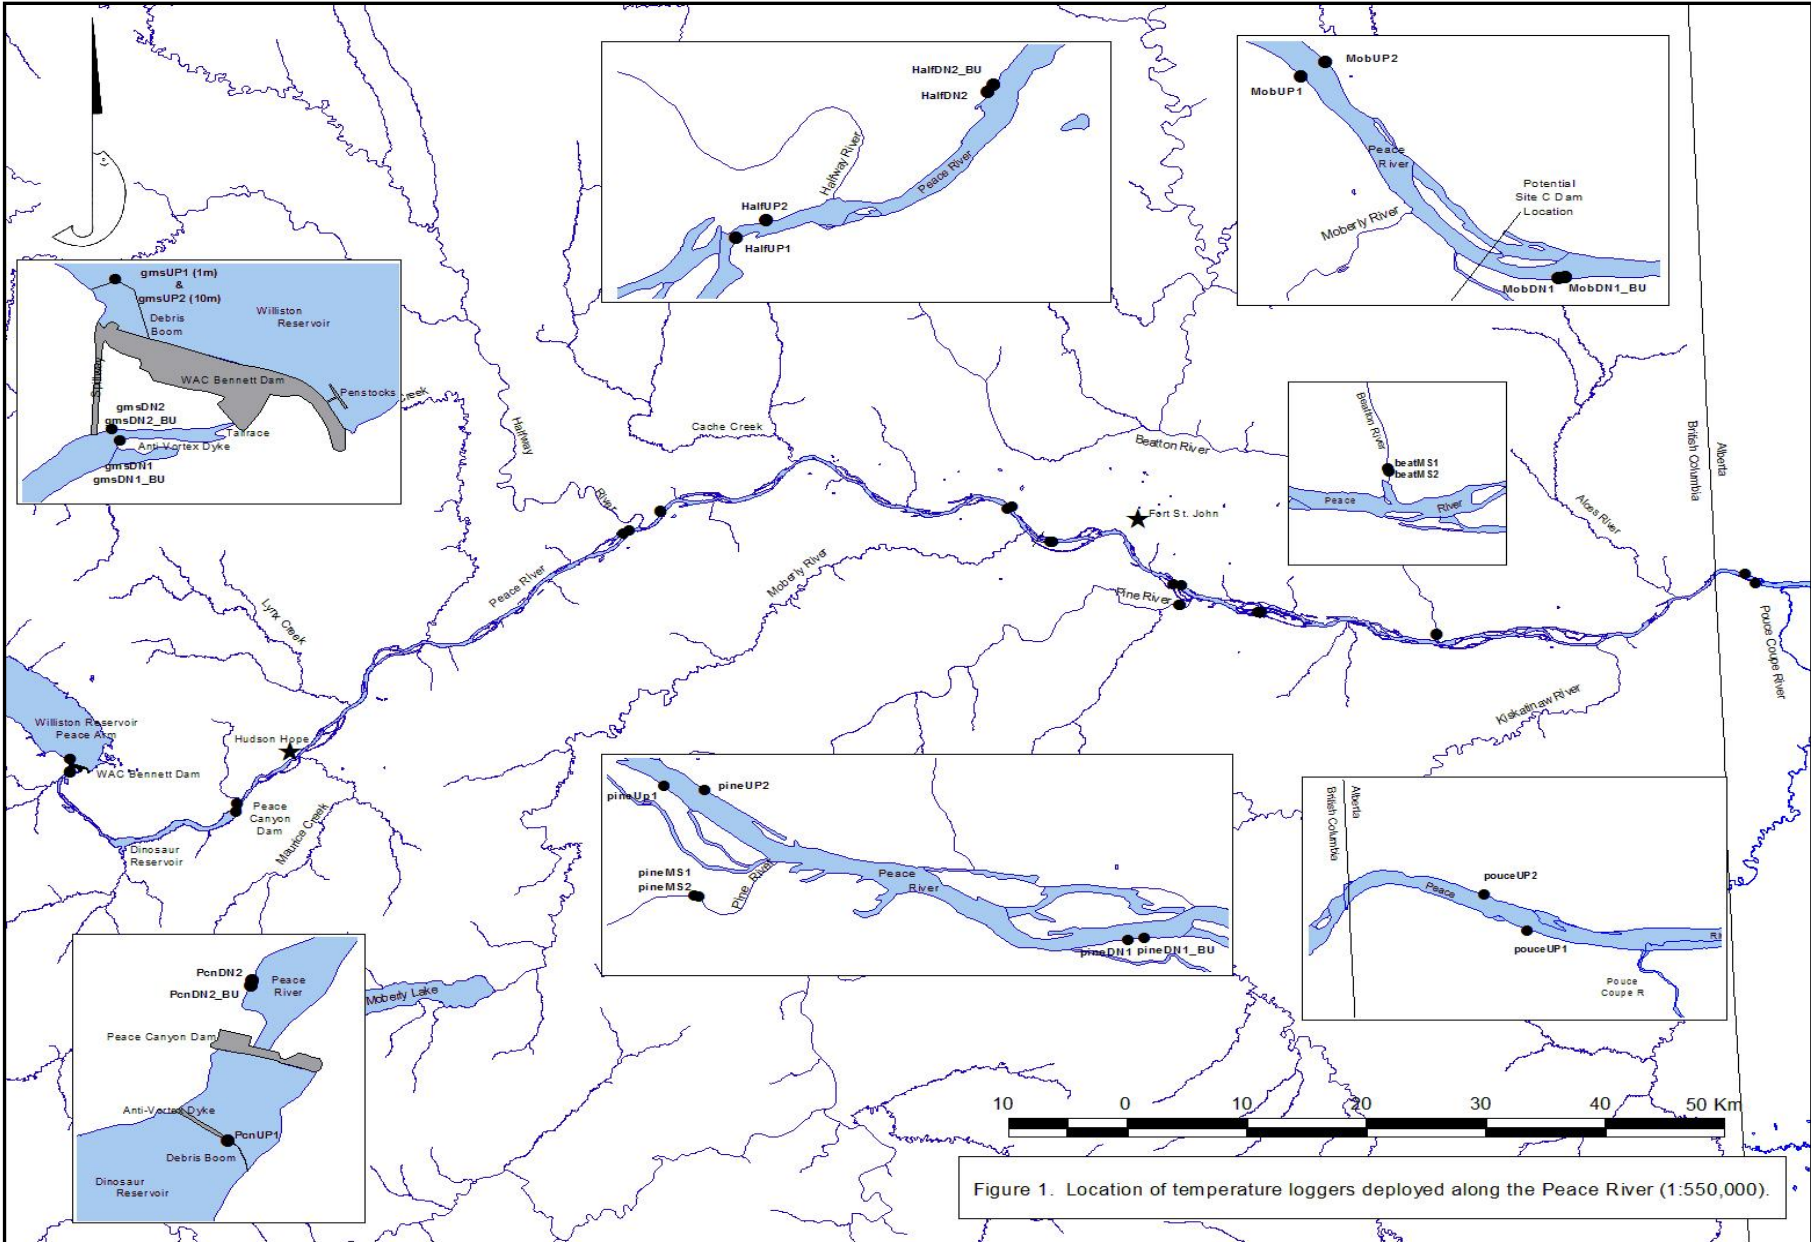 HalfDN2_BU
HalfDN2
Halfway River
Peace River
HalfUP2
HalfUP1
MobUP2
MobUP1
Peace
River
Potential
Site C Dam
Location
Moberly River
MobDN1
MobDN1_BU
gmsUP1 (1m)
&
gmsUP2 (10m)
Debris
Boom
Williston
Reservoir
Spillway
WAC Bennett Dam
Penstocks
gmsDN2
gmsDN2_BU
Tailrace
Anti-Vortex Dyke
gmsDN1
gmsDN1_BU
Creek
Halfway
River
Cache Creek
Beatton River
Beatton River
beatMS1
beatMS2
Peace
River
British Columbia
Alberta
Alces River
Fort St. John
Moberly River
Peace River
Pine River
Lynx Creek
Pouce Coupe River
Kiskatinaw River
Williston Reservoir
Peace Arm
WAC Bennett Dam
Hudson Hope
Peace
Canyon
Dam
Dinosaur
Reservoir
Maurice Creek
pineUp1
pineUP2
pineMS1
pineMS2
Pine River
Peace
River
pineDN1
pineDN1_BU
British Columbia
Alberta
Peace
pouceUP2
pouceUP1
Ri
Pouce
Coupe R
PcnDN2
PcnDN2_BU
Peace
River
Peace Canyon Dam
Anti-Vortex Dyke
PcnUP1
Debris Boom
Dinosaur
Reservoir
Moberly Lake
10 0 10 20 30 40 50 Km
Figure 1. Location of temperature loggers deployed along the Peace River (1:550,000).